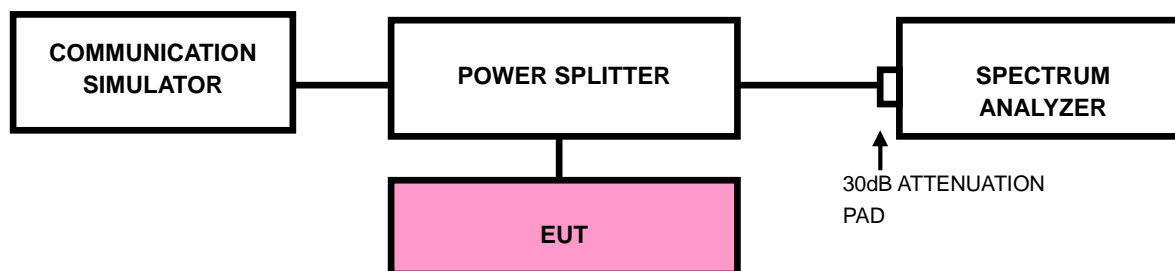 COMMUNICATION
SIMULATOR
POWER SPLITTER
SPECTRUM
ANALYZER
30dB ATTENUATION
PAD
EUT